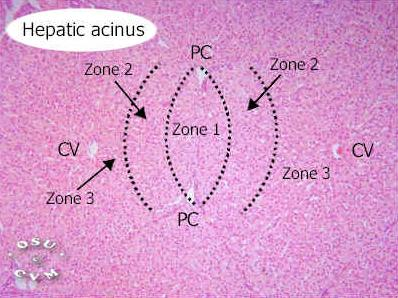 Hepatic acinus
PC
Zone 2
Zone 2
Zone 1
CV
CV
Zone 3
Zone 3
PC
OSU
CVM